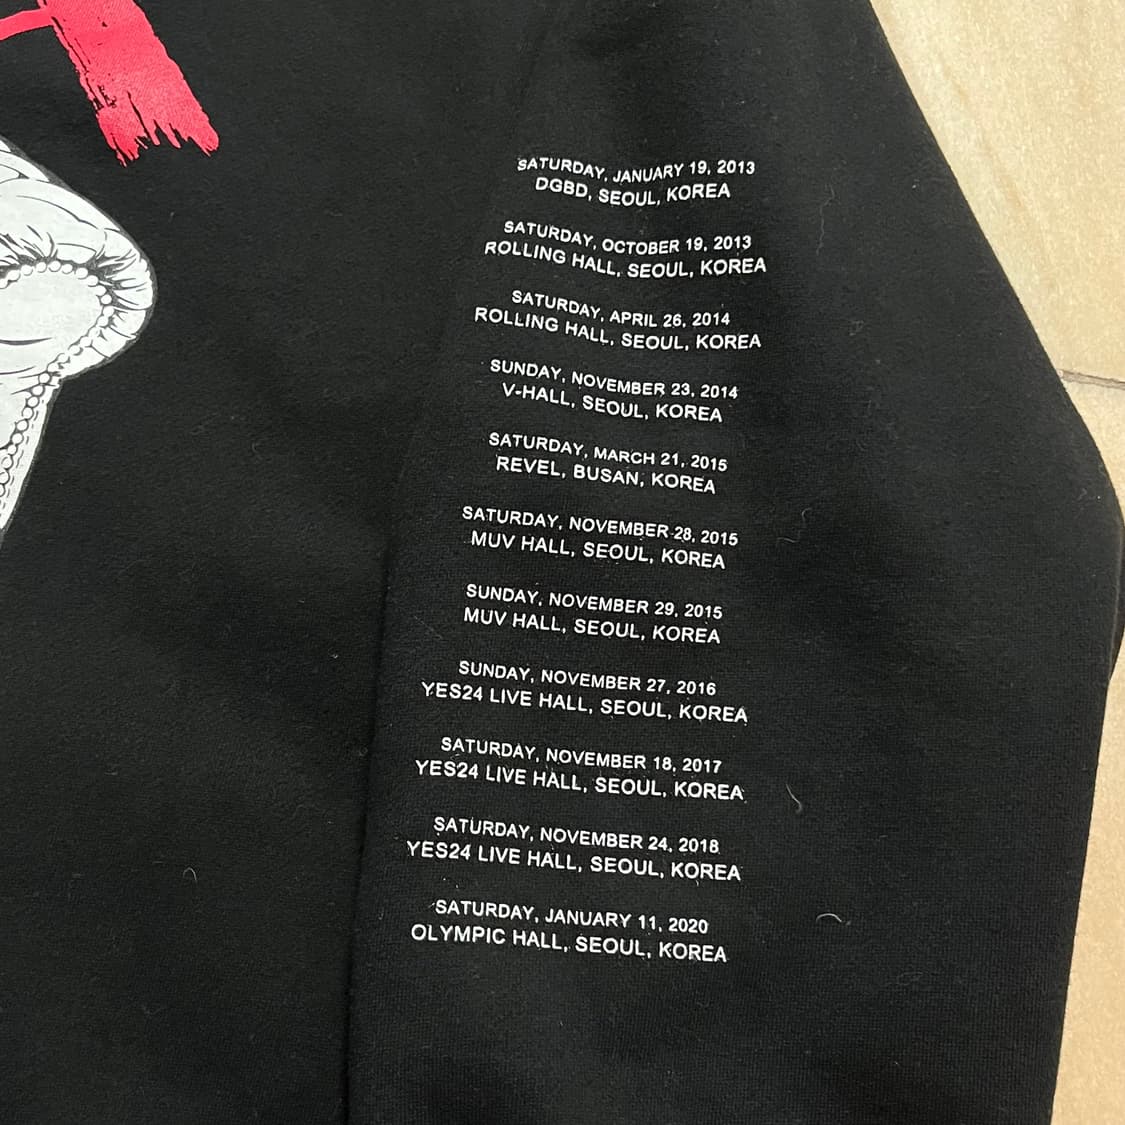 SATURDAY, JANUARY 19, 2013
DGBD, SEOUL, KOREA
SATURDAY, OCTOBER 19, 2013
ROLLING HALL, SEOUL, KOREA
SATURDAY, APRIL 26, 2014
ROLLING HALL, SEOUL, KOREA
SUNDAY, NOVEMBER 23, 2014
V-HALL, SEOUL, KOREA
SATURDAY, MARCH 21, 2015
REVEL, BUSAN, KOREA
SATURDAY, NOVEMBER 28, 2015
MUV HALL, SEOUL, KOREA
SUNDAY, NOVEMBER 29, 2015
MUV HALL, SEOUL, KOREA
SUNDAY, NOVEMBER 27, 2016
YES24 LIVE HALL, SEOUL, KOREA
SATURDAY, NOVEMBER 18, 2017
YES24 LIVE HALL, SEOUL, KOREA
SATURDAY, NOVEMBER 24, 2018
YES24 LIVE HALL, SEOUL, KOREA
SATURDAY, JANUARY 11, 2020
OLYMPIC HALL, SEOUL, KOREA